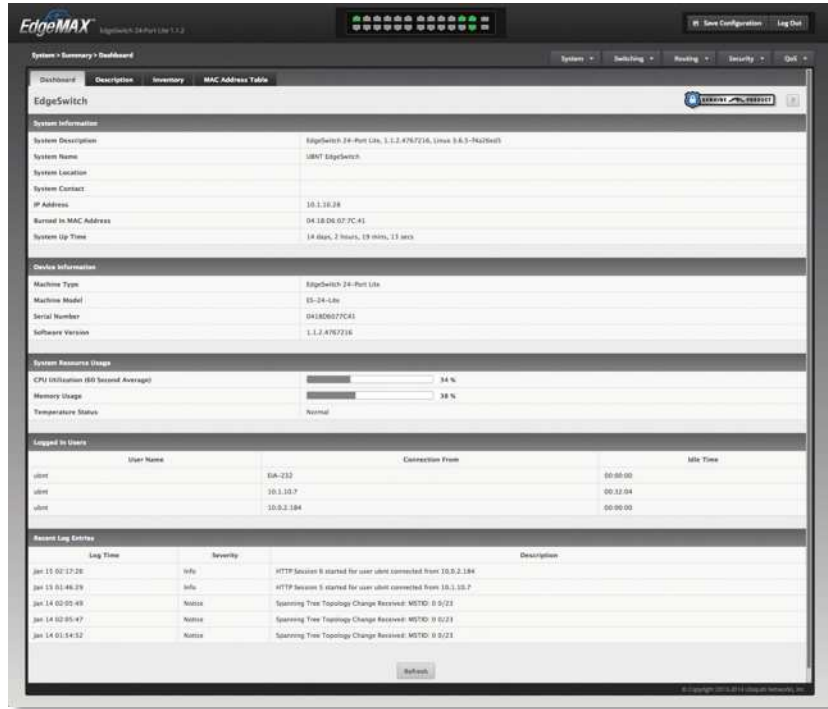 EdgeMAX EdgeSwitch 24-Port Lite 1.1.2
Save Configuration Log Out
System > Summary > Dashboard
System Switching Routing Security QoS
Dashboard Description Inventory MAC Address Table
EdgeSwitch
GENUINE PRODUCT
System Information
System Description EdgeSwitch 24-Port Lite, 1.1.2.4767216, Linux
System Name UBNT EdgeSwitch
System Location
System Contact
IP Address 10.1.10.28
Burned In MAC Address 04:18:D6:07:7C:41
System Up Time 14 days, 2 hours, 19 mins, 13 secs
Device Information
Machine Type EdgeSwitch 24-Port Lite
Machine Model ES-24-Lite
Serial Number 0418D6077C41
Software Version 1.1.2.4767216
System Resource Usage
CPU Utilization (60 Second Average) 34 %
Memory Usage 38 %
Temperature Status Normal
Logged In Users
User Name Connection From Idle Time
ubnt EIA-232 00:00:00
ubnt 10.1.10.7 00:32:04
ubnt 10.0.2.184 00:00:00
Recent Log Entries
Log Time Severity Description
Jan 15 02:17:28 Info HTTP Session 6 started for user ubnt connected from 10.0.2.184
Jan 15 01:46:29 Info HTTP Session 5 started for user ubnt connected from 10.1.10.7
Jan 14 02:05:49 Notice Spanning Tree Topology Change Received: MSTID: 0 0/23
Jan 14 02:05:47 Notice Spanning Tree Topology Change Received: MSTID: 0 0/23
Jan 14 01:54:52 Notice Spanning Tree Topology Change Received: MSTID: 0 0/23
Refresh
© Copyright 2013-2014 Ubiquiti Networks, Inc.